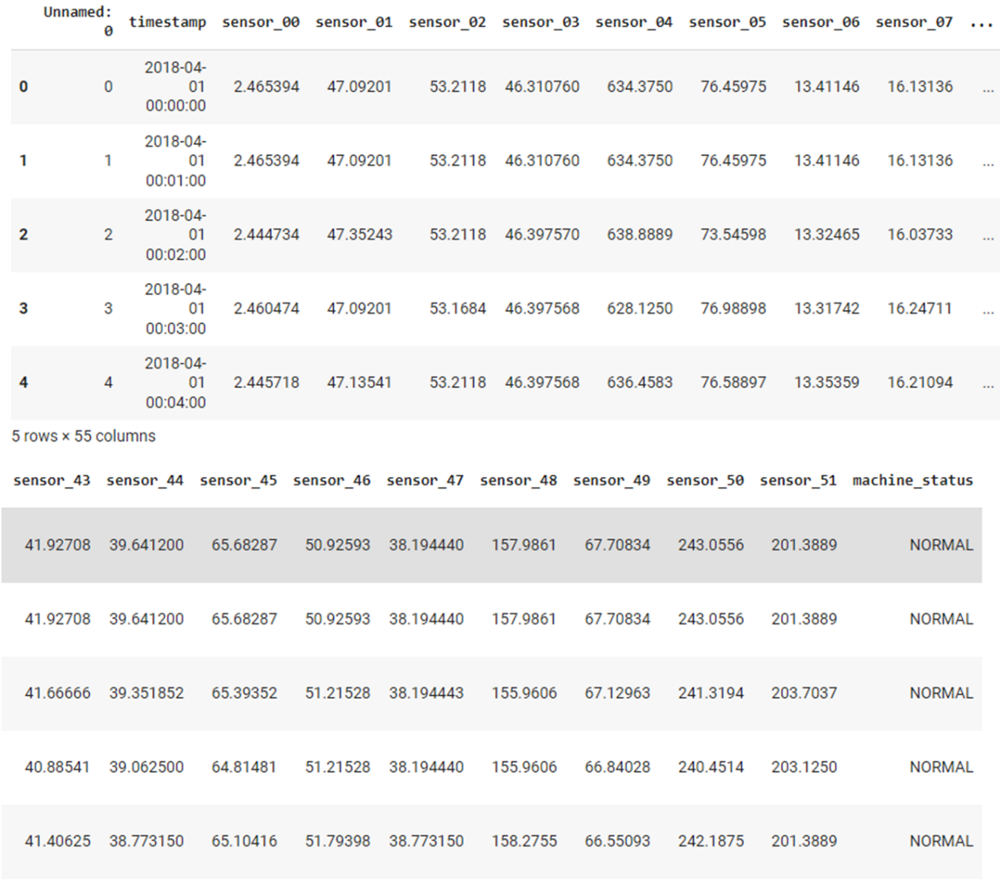 Unnamed: 0 timestamp sensor_00 sensor_01 sensor_02 sensor_03 sensor_04 sensor_05 sensor_06 sensor_07 ...
0 0 2018-04-01 00:00:00 2.465394 47.09201 53.2118 46.310760 634.3750 76.45975 13.41146 16.13136 ...
1 1 2018-04-01 00:01:00 2.465394 47.09201 53.2118 46.310760 634.3750 76.45975 13.41146 16.13136 ...
2 2 2018-04-01 00:02:00 2.444734 47.35243 53.2118 46.397570 638.8889 73.54598 13.32465 16.03733 ...
3 3 2018-04-01 00:03:00 2.460474 47.09201 53.1684 46.397568 628.1250 76.98898 13.31742 16.24711 ...
4 4 2018-04-01 00:04:00 2.445718 47.13541 53.2118 46.397568 636.4583 76.58897 13.35359 16.21094 ...
5 rows × 55 columns
sensor_43 sensor_44 sensor_45 sensor_46 sensor_47 sensor_48 sensor_49 sensor_50 sensor_51 machine_status
41.92708 39.641200 65.68287 50.92593 38.194440 157.9861 67.70834 243.0556 201.3889 NORMAL
41.92708 39.641200 65.68287 50.92593 38.194440 157.9861 67.70834 243.0556 201.3889 NORMAL
41.66666 39.351852 65.39352 51.21528 38.194443 155.9606 67.12963 241.3194 203.7037 NORMAL
40.88541 39.062500 64.81481 51.21528 38.194440 155.9606 66.84028 240.4514 203.1250 NORMAL
41.40625 38.773150 65.10416 51.79398 38.773150 158.2755 66.55093 242.1875 201.3889 NORMAL